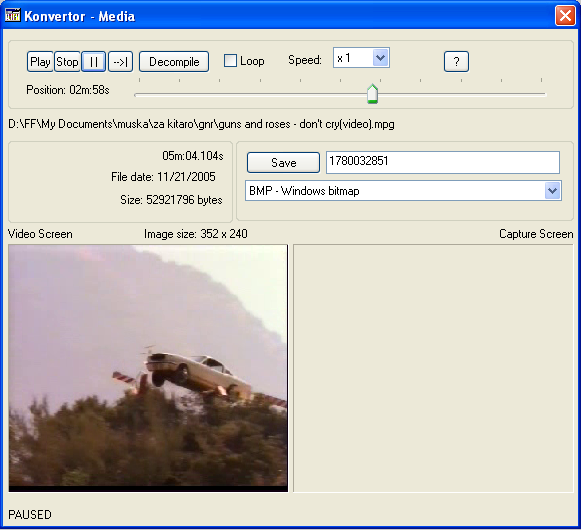 Konvertor - Media
Play Stop || -->| Decompile Loop Speed: x 1 ?
Position: 02m:58s
D:\FF\My Documents\muska\za kitaro\gnr\guns and roses - don't cry(video).mpg
05m:04.104s
File date: 11/21/2005
Size: 52921796 bytes
Save 1780032851
BMP - Windows bitmap
Video Screen Image size: 352 x 240 Capture Screen
PAUSED